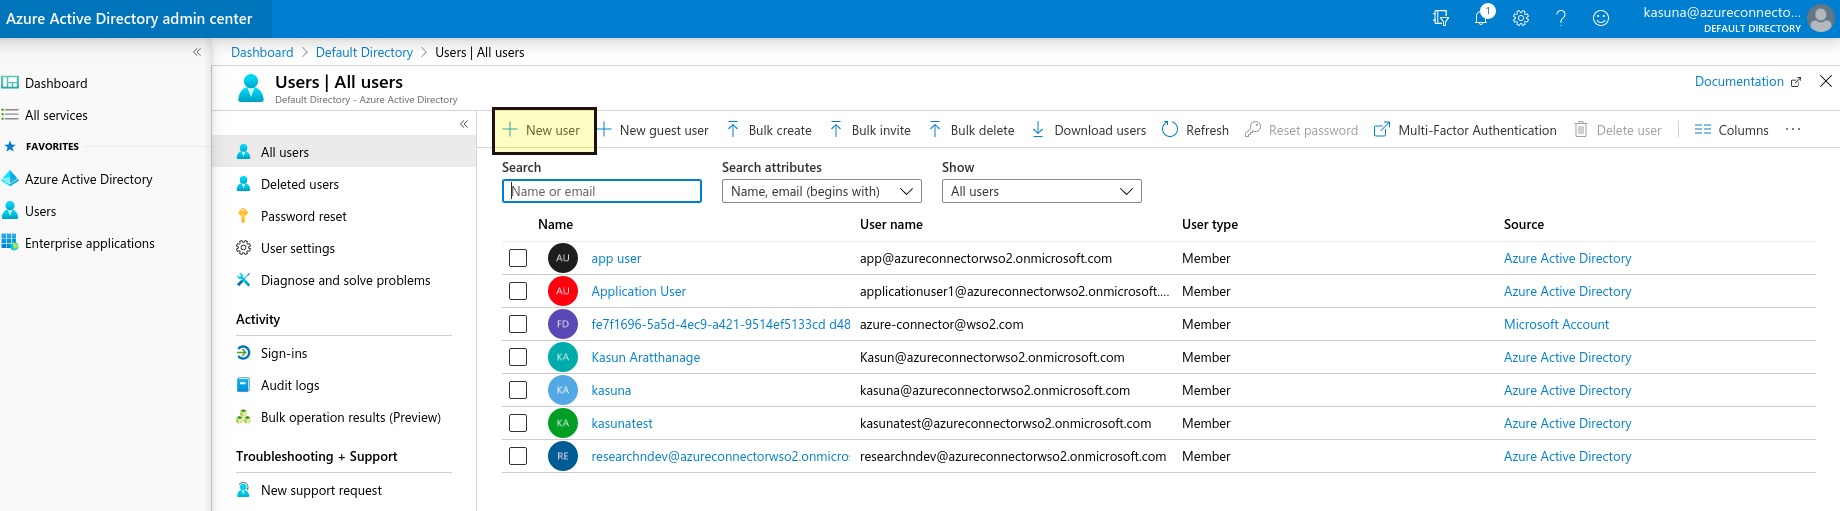 Azure Active Directory admin center
1
kasuna@azureconnecto...
DEFAULT DIRECTORY
Dashboard > Default Directory > Users | All users
Dashboard
All services
FAVORITES
Azure Active Directory
Users
Enterprise applications
Users | All users
Default Directory - Azure Active Directory
Documentation
All users
Deleted users
Password reset
User settings
Diagnose and solve problems
Activity
Sign-ins
Audit logs
Bulk operation results (Preview)
Troubleshooting + Support
New support request
New user New guest user Bulk create Bulk invite Bulk delete Download users Refresh Reset password Multi-Factor Authentication Delete user Columns ...
Search Search attributes Show
Name or email Name, email (begins with) All users
Name User name User type Source
AU app user app@azureconnectorwso2.onmicrosoft.com Member Azure Active Directory
AU Application User applicationuser1@azureconnectorwso2.onmicrosoft.... Member Azure Active Directory
FD fe7f1696-5a5d-4ec9-a421-9514ef5133cd d48 azure-connector@wso2.com Member Microsoft Account
KA Kasun Aratthanage Kasun@azureconnectorwso2.onmicrosoft.com Member Azure Active Directory
KA kasuna kasuna@azureconnectorwso2.onmicrosoft.com Member Azure Active Directory
KA kasunatest kasunatest@azureconnectorwso2.onmicrosoft.com Member Azure Active Directory
RE researchndev@azureconnectorwso2.onmicro researchndev@azureconnectorwso2.onmicrosoft.com Member Azure Active Directory